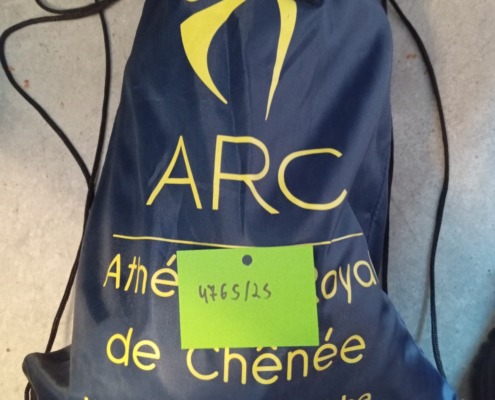 ARC
Athé Royal
4765/25
de Chênée